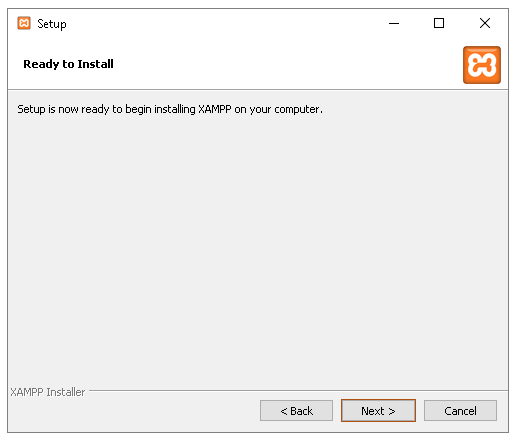 Setup
Ready to Install
Setup is now ready to begin installing XAMPP on your computer.
XAMPP Installer
< Back
Next >
Cancel